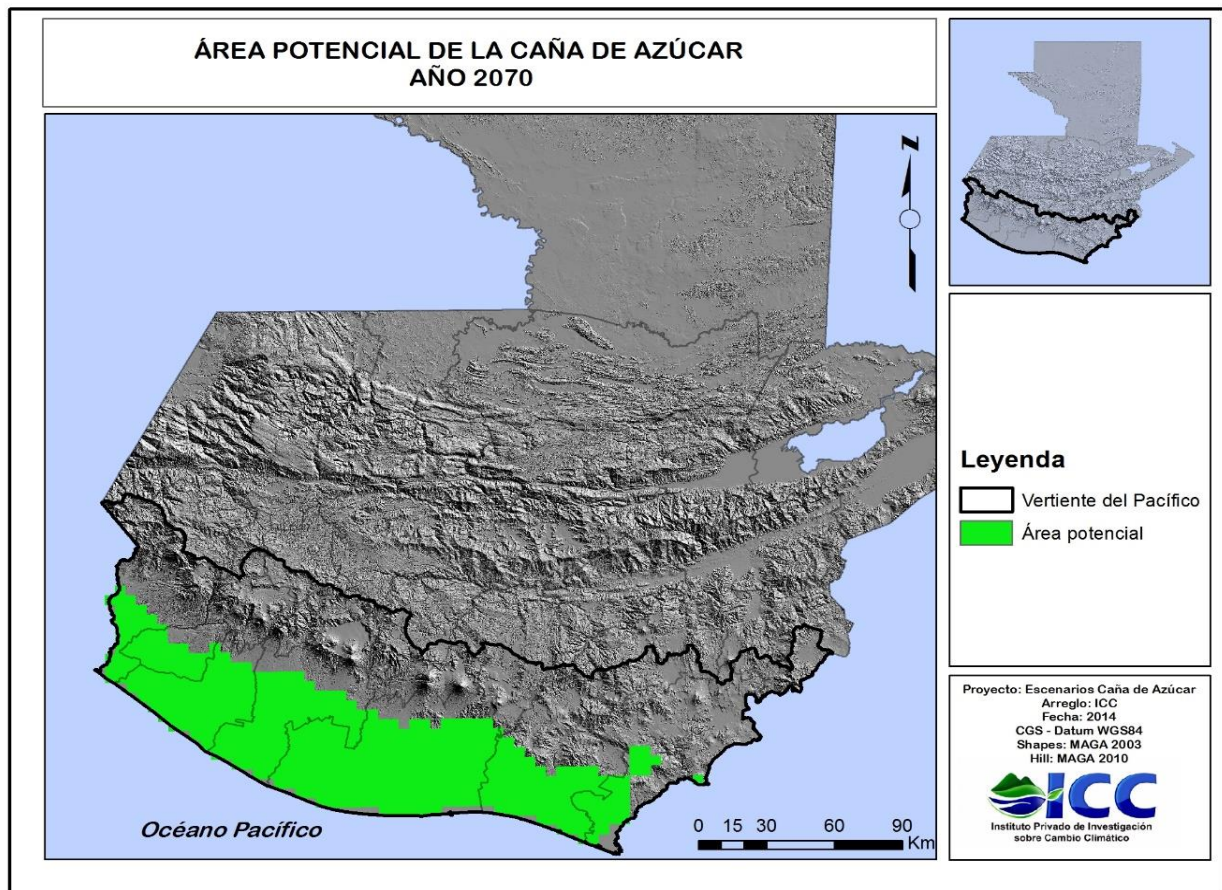 ÁREA POTENCIAL DE LA CAÑA DE AZÚCAR
AÑO 2070
N
Leyenda
Vertiente del Pacífico
Área potencial
Océano Pacífico
0 15 30 60 90
Km
Proyecto: Escenarios Caña de Azúcar
Arreglo: ICC
Fecha: 2014
CGS - Datum WGS84
Shapes: MAGA 2003
Hill: MAGA 2010
ICC
Instituto Privado de Investigación
sobre Cambio Climático